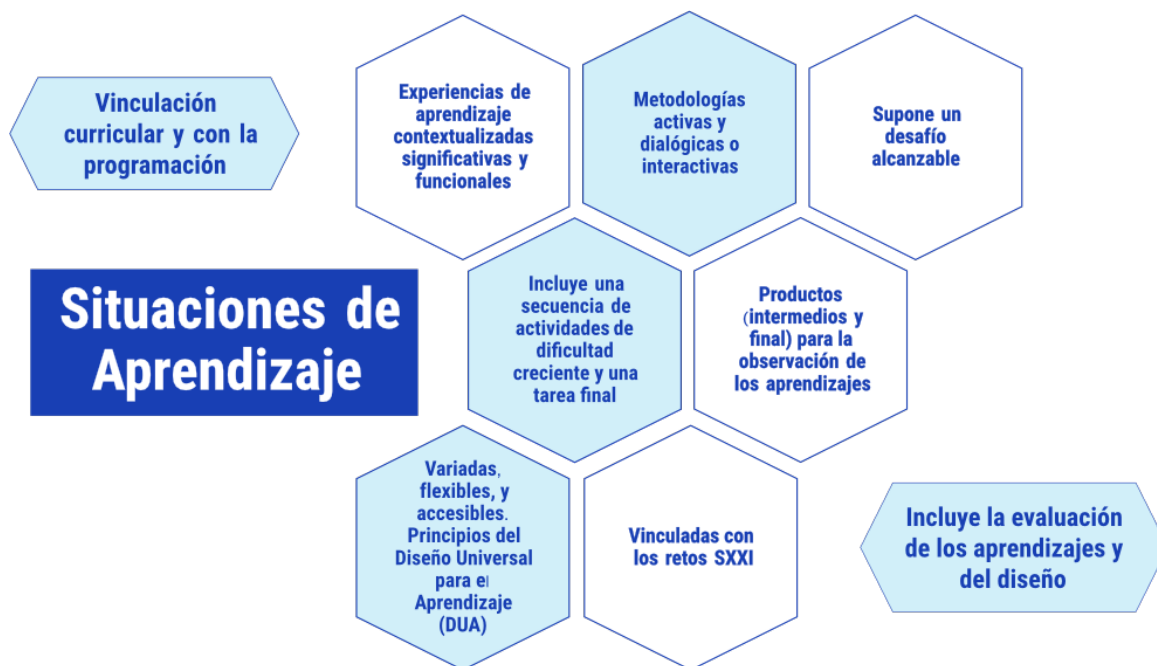 Vinculación
curricular y con la
programación
Experiencias de
aprendizaje
contextualizadas
significativas y
funcionales
Metodologías
activas y
dialógicas o
interactivas
Supone un
desafío
alcanzable
Situaciones de
Aprendizaje
Incluye una
secuencia de
actividades de
dificultad
creciente y una
tarea final
Productos
(intermedios y
final) para la
observación de
los aprendizajes
Variadas,
flexibles, y
accesibles.
Principios del
Diseño Universal
para el
Aprendizaje
(DUA)
Vinculadas con
los retos SXXI
Incluye la evaluación
de los aprendizajes y
del diseño